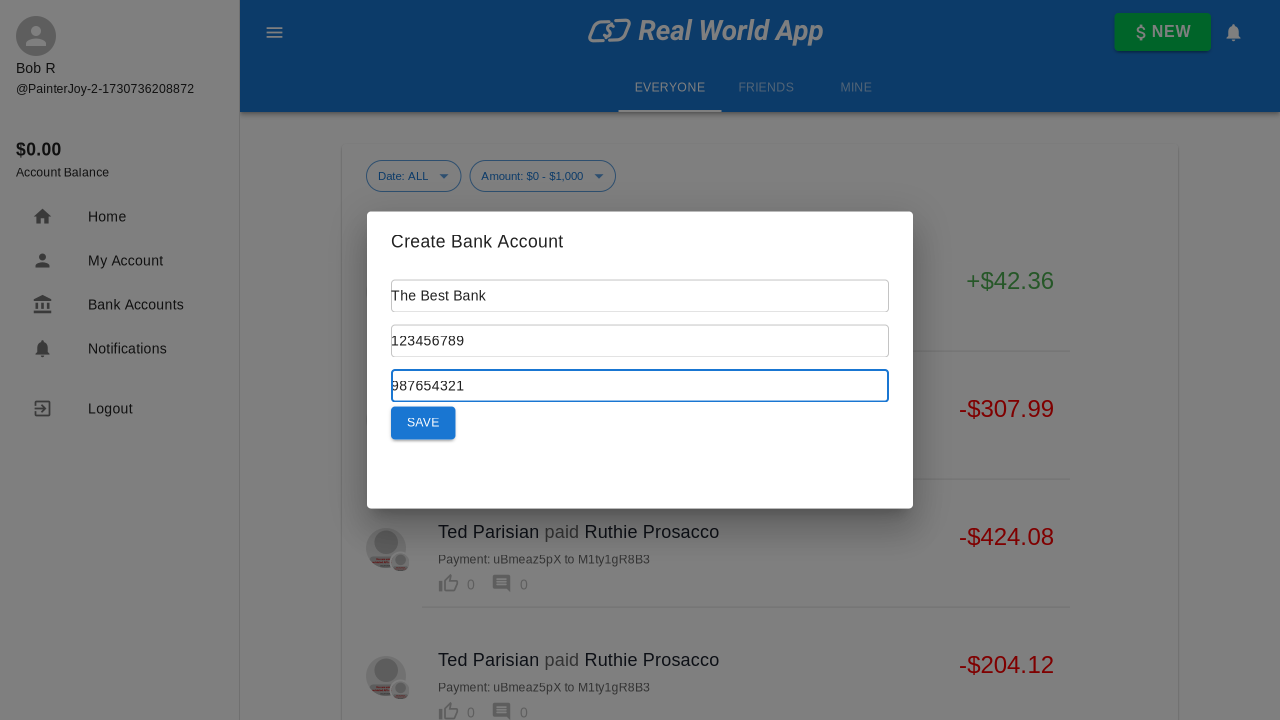 Bob R
@PainterJoy-2-1730736208872
$0.00
Account Balance
Home
My Account
Bank Accounts
Notifications
Logout
Real World App
$ NEW
EVERYONE
FRIENDS
MINE
Date: ALL
Amount: $0 - $1,000
Create Bank Account
The Best Bank
123456789
987654321
SAVE
+$42.36
-$307.99
Ted Parisian paid Ruthie Prosacco
Payment: uBmeaz5pX to M1ty1gR8B3
0 0
-$424.08
Ted Parisian paid Ruthie Prosacco
Payment: uBmeaz5pX to M1ty1gR8B3
0 0
-$204.12